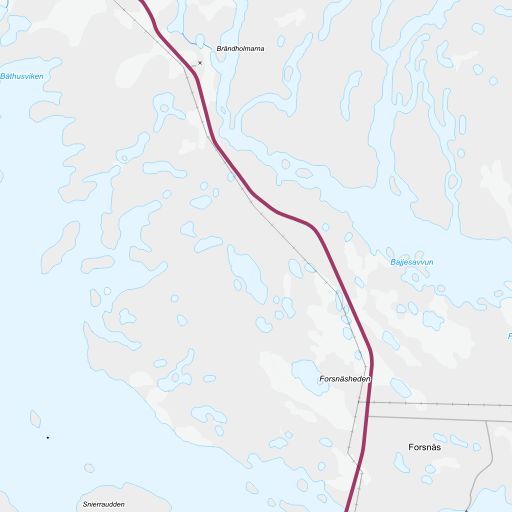 Brändholmarna
Båthusviken
Bajjesavvun
Forsnäsheden
Forsnäs
Snierraudden